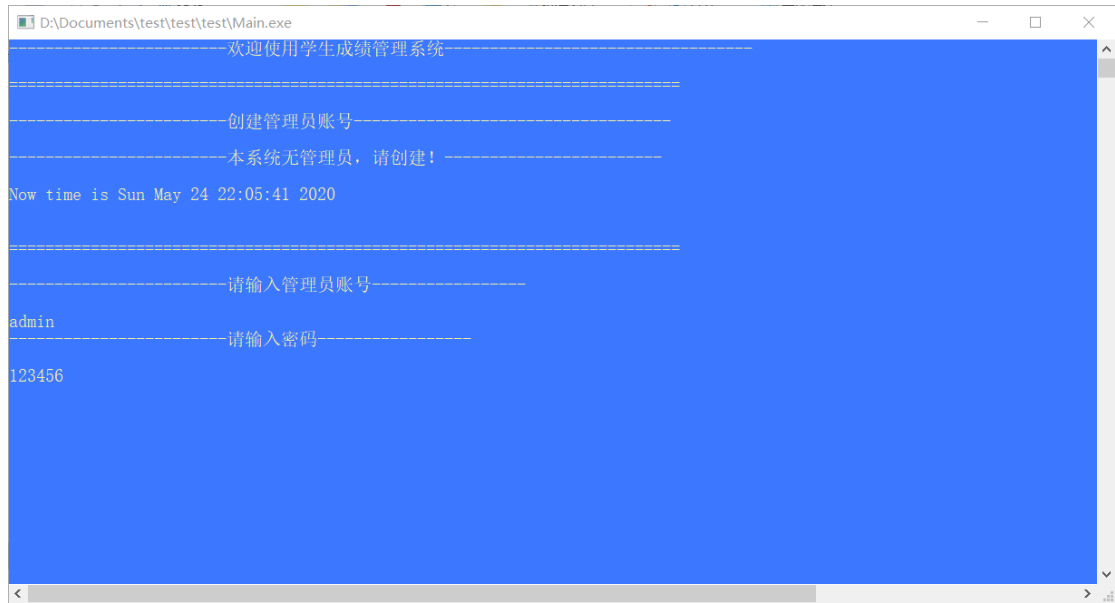 D:\Documents\test\test\test\Main.exe
------------------------欢迎使用学生成绩管理系统----------------------------------
==========================================================================
------------------------创建管理员账号-----------------------------------
------------------------本系统无管理员，请创建！------------------------
Now time is Sun May 24 22:05:41 2020
==========================================================================
------------------------请输入管理员账号-----------------
admin
------------------------请输入密码-----------------
123456